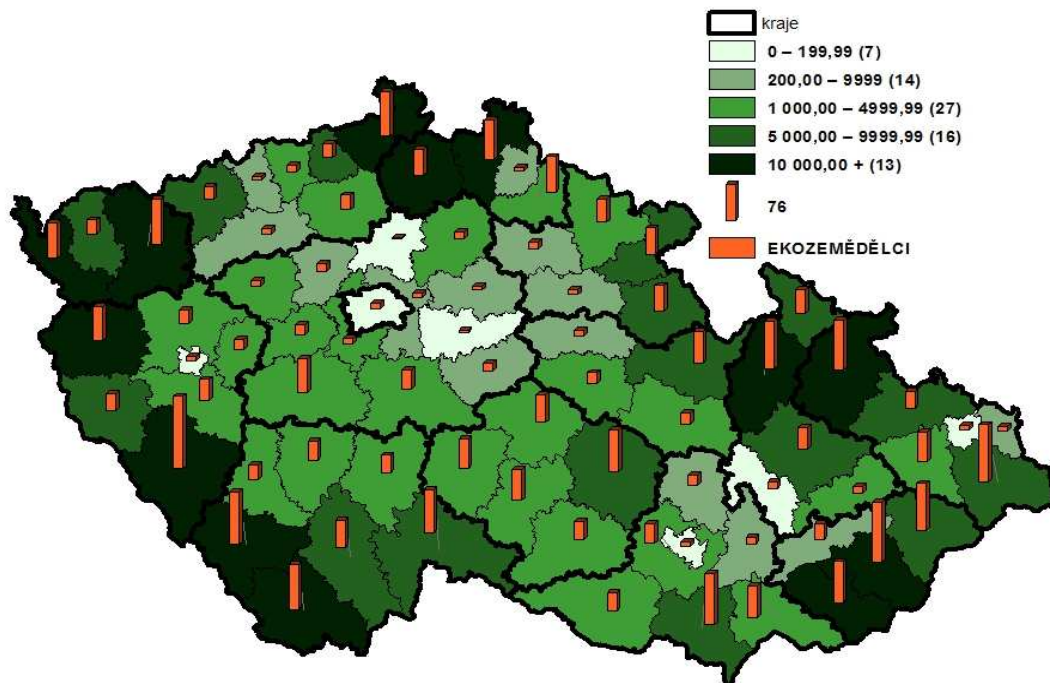 kraje
0 – 199,99 (7)
200,00 – 9999 (14)
1 000,00 – 4999,99 (27)
5 000,00 – 9999,99 (16)
10 000,00 + (13)
76
EKOZEMĚDĚLCI